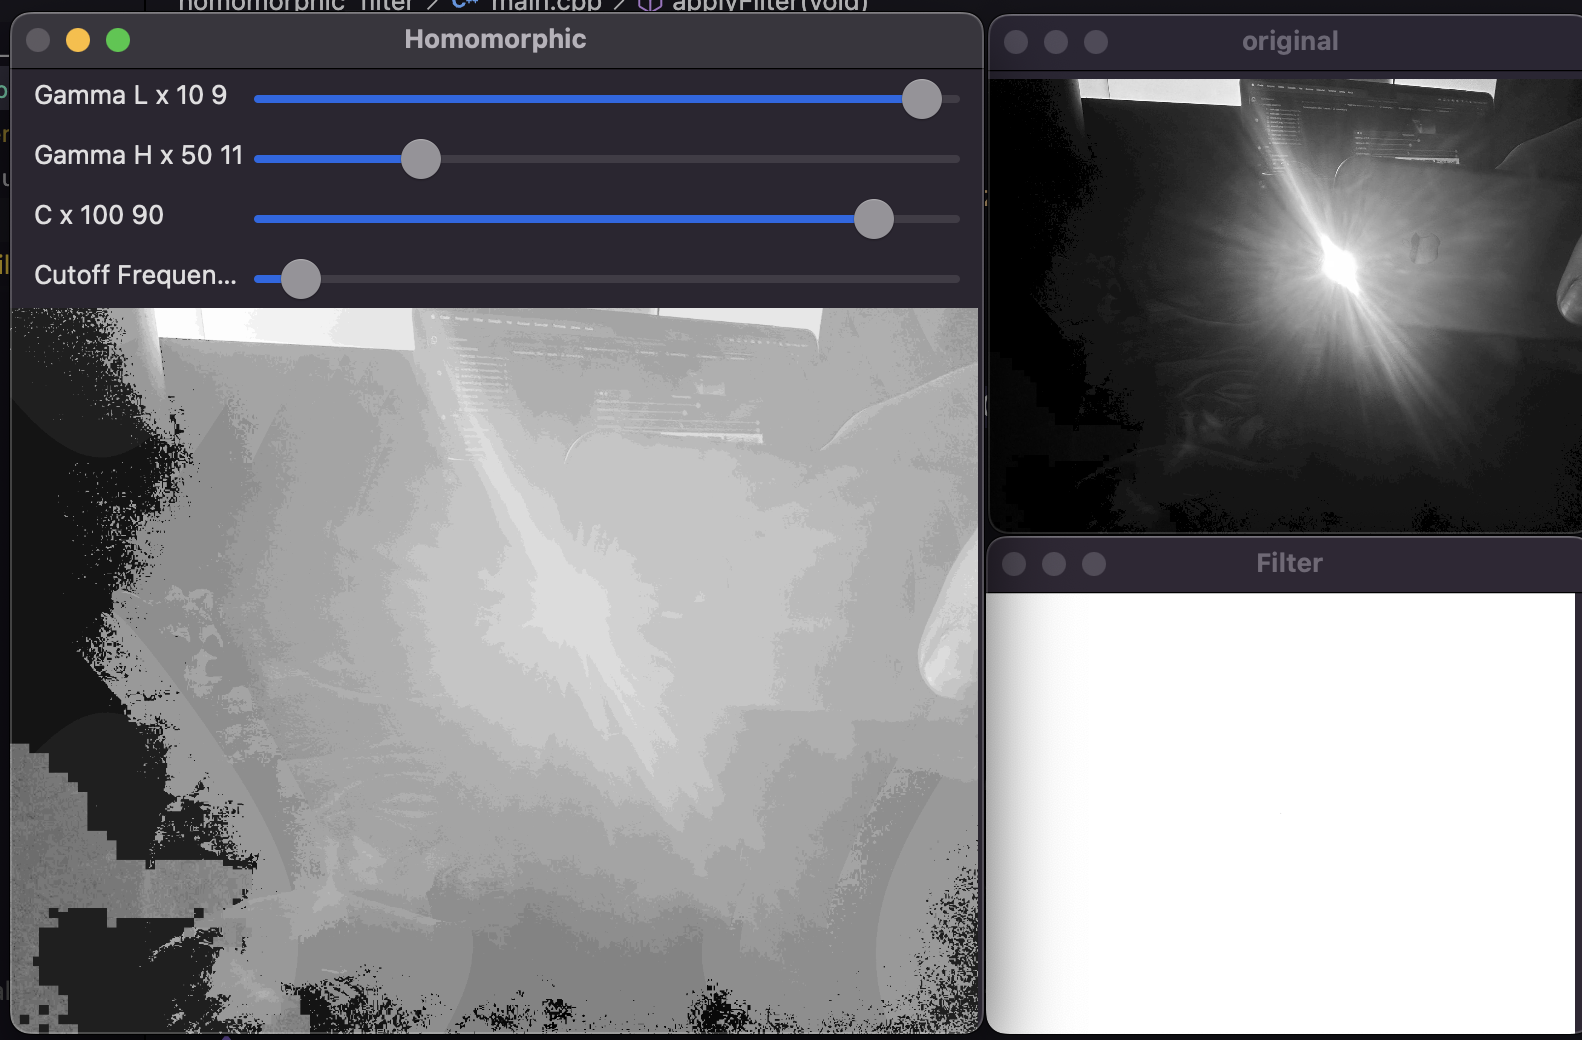 homomorphic_filter > C++ main.cpp > applyFilter(void)
Homomorphic
Gamma L x 10 9
Gamma H x 50 11
C x 100 90
Cutoff Frequen...
original
Filter